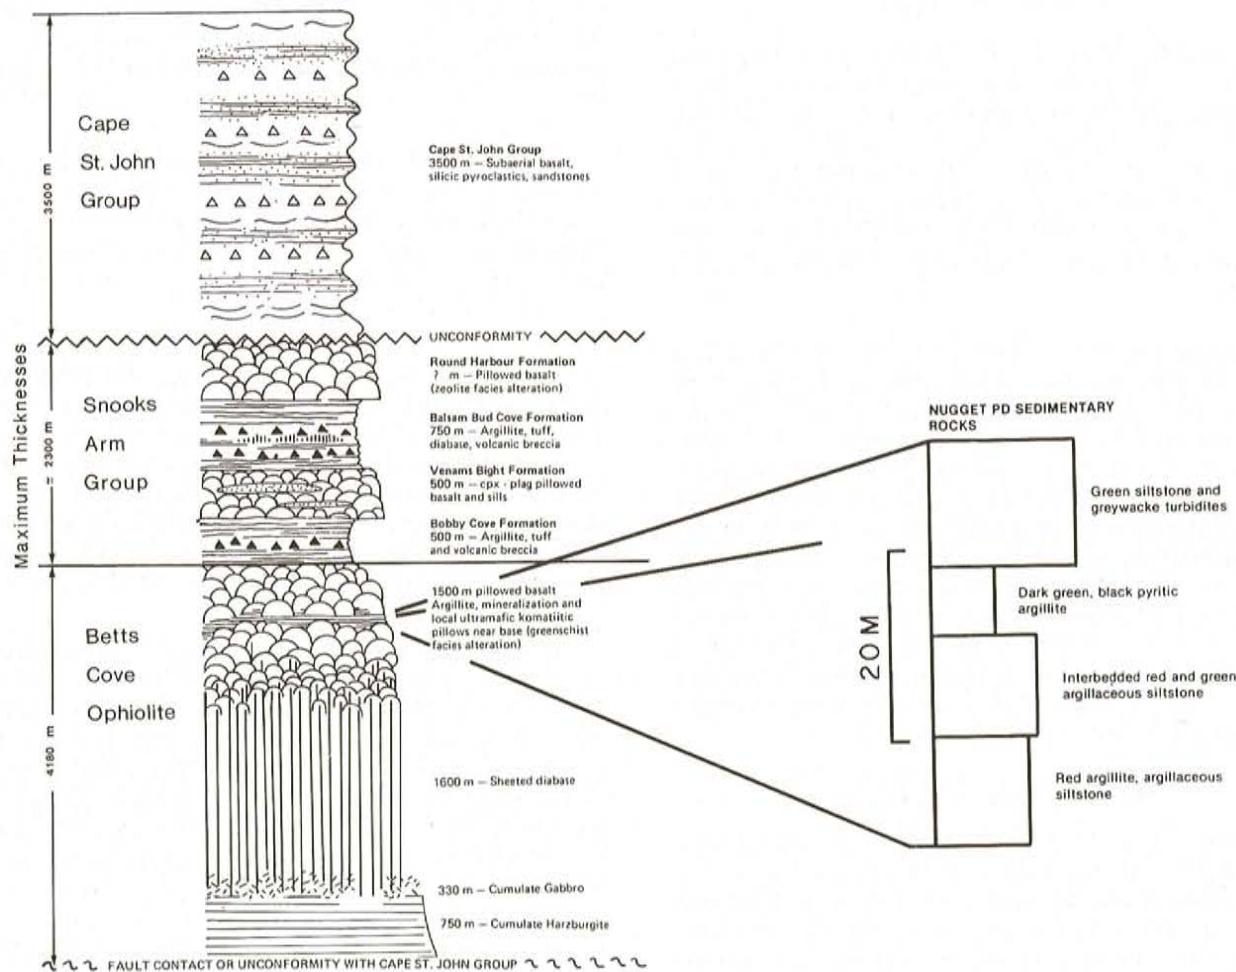 Maximum Thicknesses
3500 m
≃ 2300 m
4180 m
Cape
St. John
Group
Cape St. John Group
3500 m – Subaerial basalt,
silicic pyroclastics, sandstones
UNCONFORMITY
Snooks
Arm
Group
Round Harbour Formation
? m – Pillowed basalt
(zeolite facies alteration)
Balsam Bud Cove Formation
750 m – Argillite, tuff,
diabase, volcanic breccia
Venams Bight Formation
500 m – cpx - plag pillowed
basalt and sills
Bobby Cove Formation
500 m – Argillite, tuff
and volcanic breccia
Betts
Cove
Ophiolite
1500 m pillowed basalt
Argillite, mineralization and
local ultramafic komatiitic
pillows near base (greenschist
facies alteration)
1600 m – Sheeted diabase
330 m – Cumulate Gabbro
750 m – Cumulate Harzburgite
FAULT CONTACT OR UNCONFORMITY WITH CAPE ST. JOHN GROUP
NUGGET PD SEDIMENTARY
ROCKS
20 M
Green siltstone and
greywacke turbidites
Dark green, black pyritic
argillite
Interbedded red and green
argillaceous siltstone
Red argillite, argillaceous
siltstone